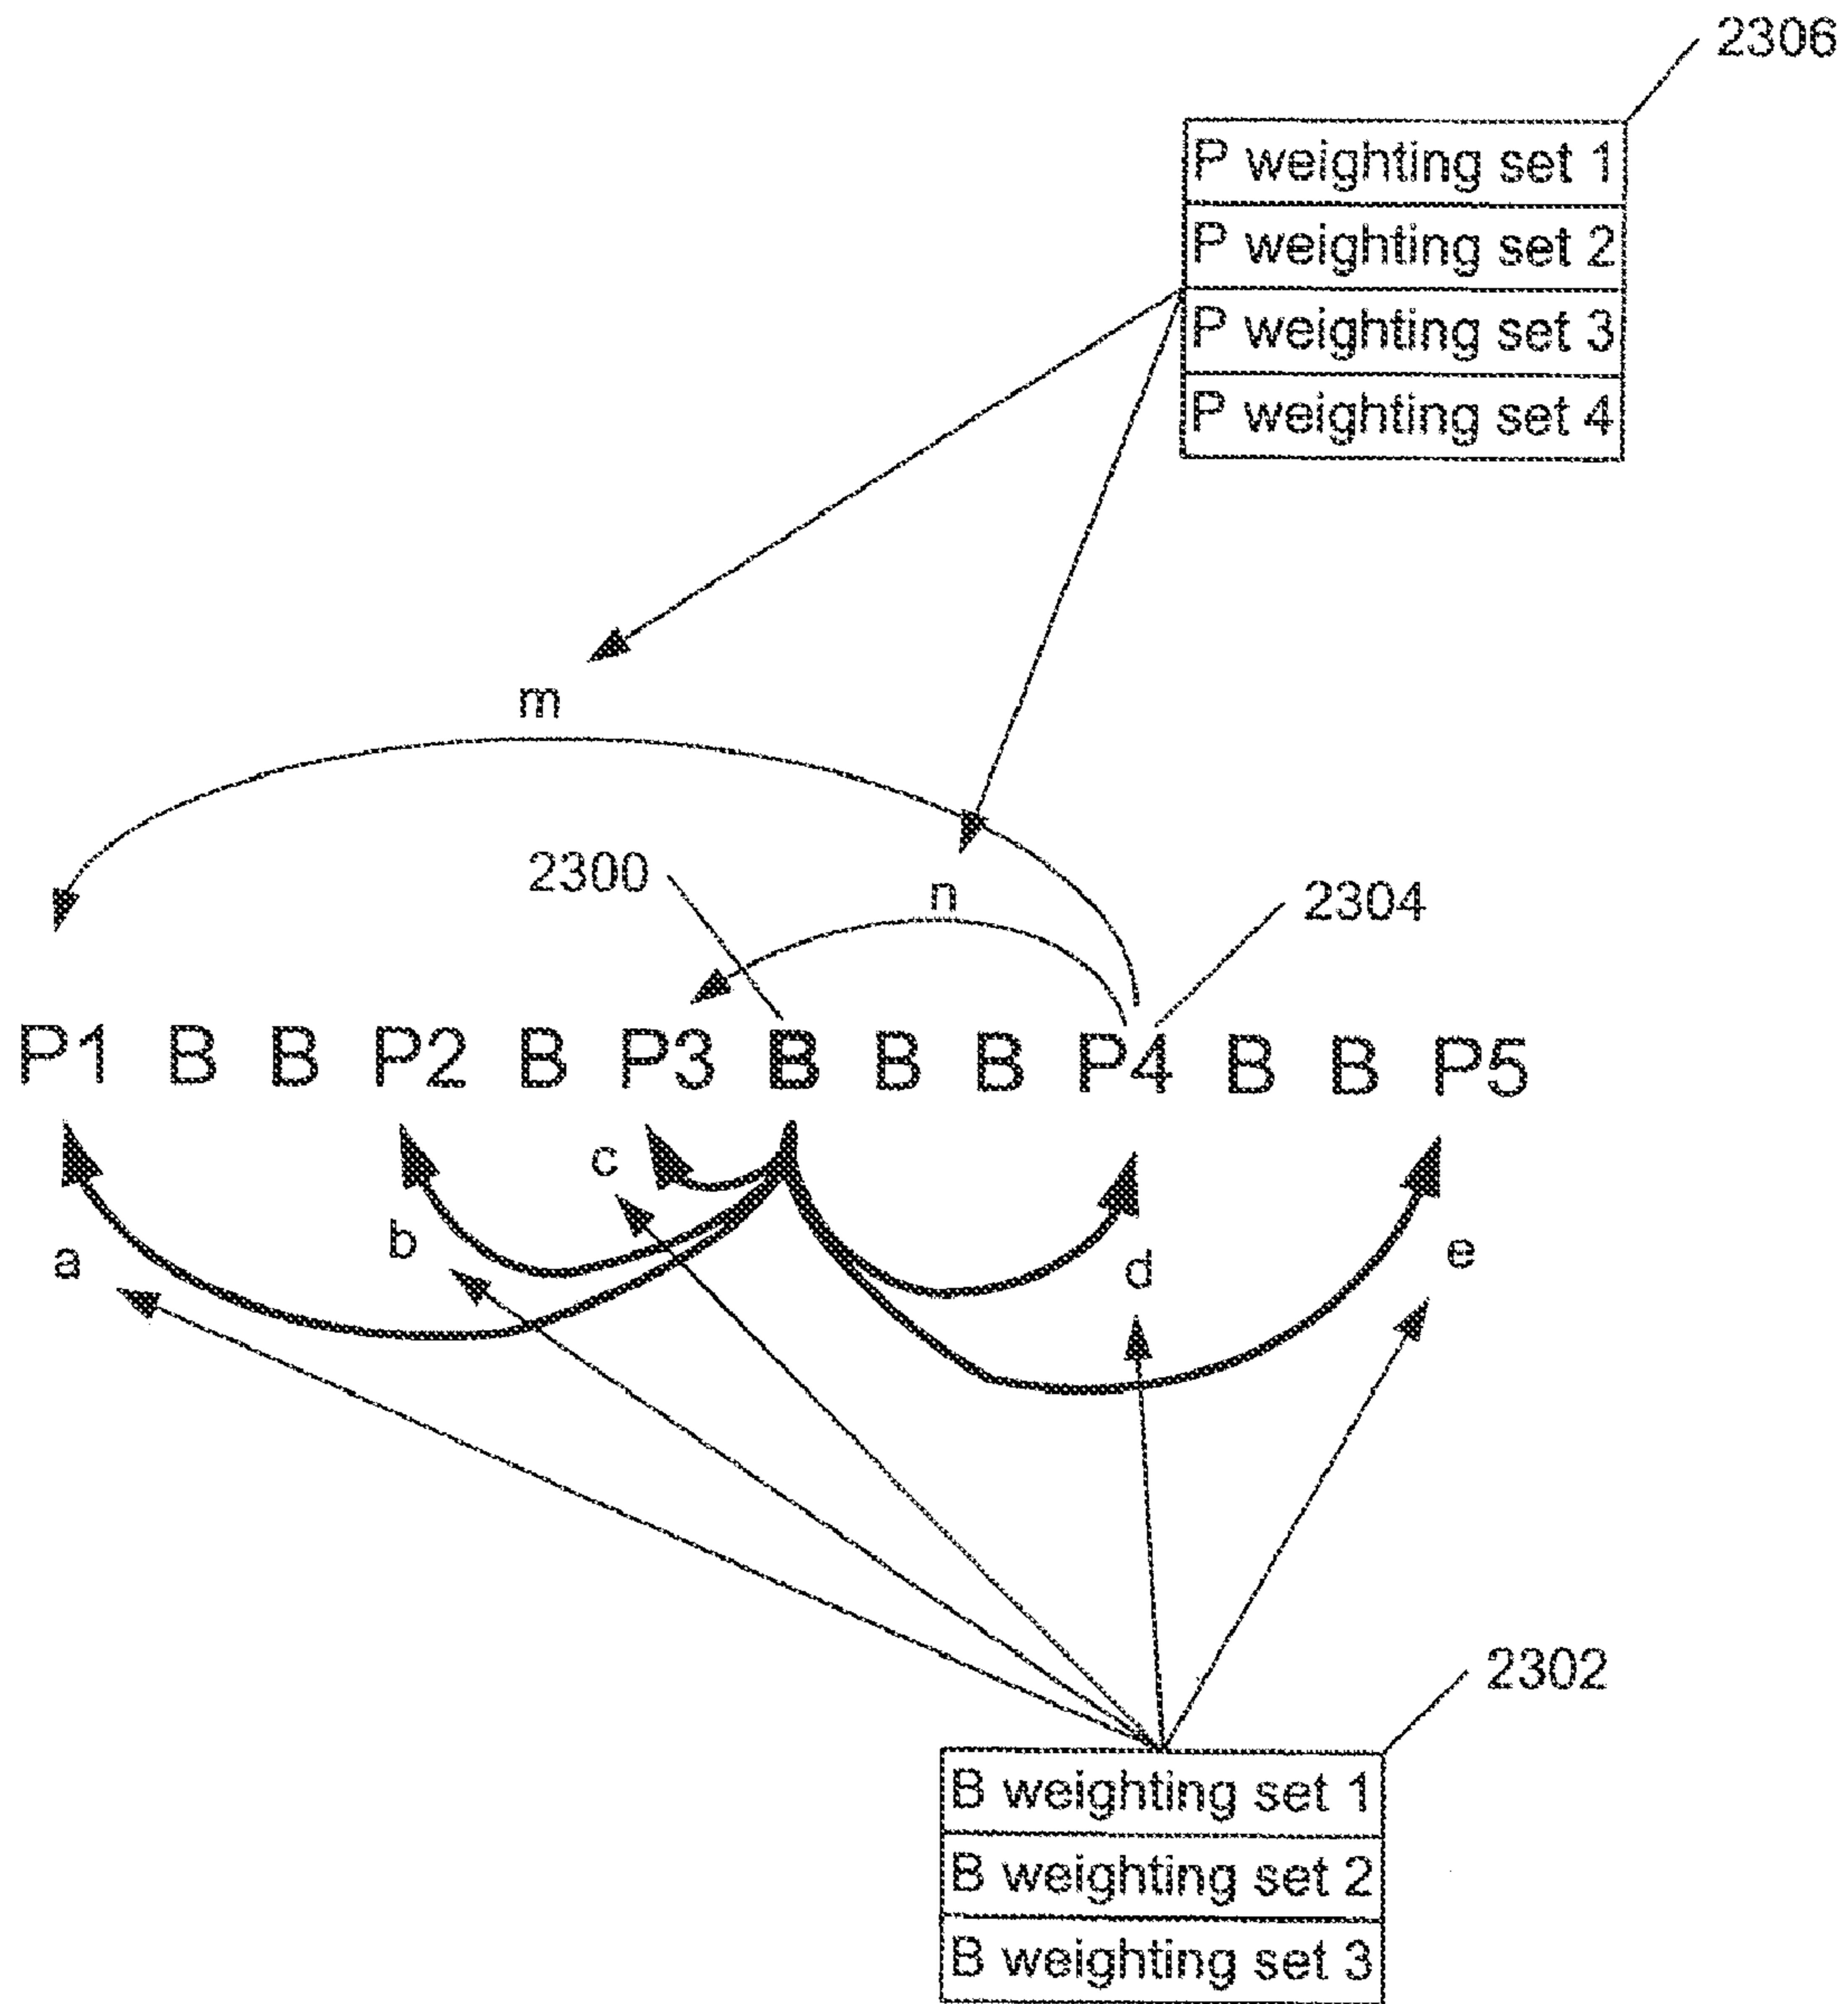 2306
P weighting set 1
P weighting set 2
P weighting set 3
P weighting set 4
m
2300
n
2304
P1 B B P2 B P3 B B B P4 B B P5
c
b
a
d
e
2302
B weighting set 1
B weighting set 2
B weighting set 3